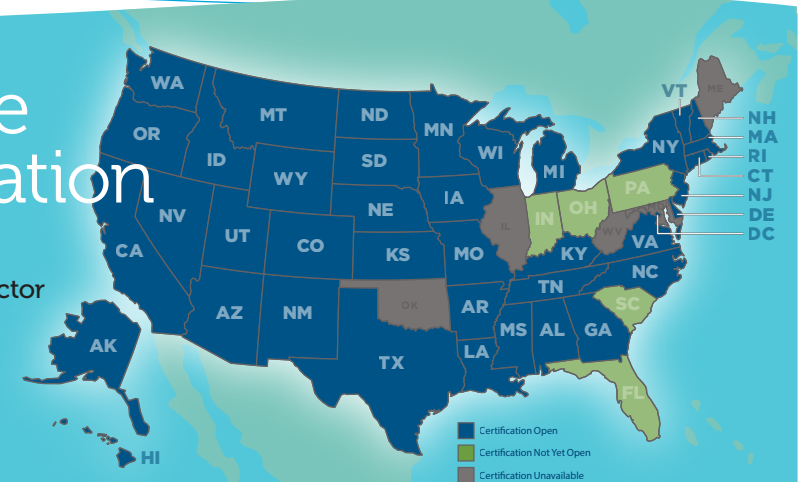 e
ation
ctor
WA
OR
CA
NV
ID
MT
WY
UT
CO
AZ
NM
ND
SD
NE
KS
OK
TX
MN
IA
MO
AR
LA
WI
IL
MI
IN
OH
KY
TN
MS
AL
GA
FL
SC
NC
VA
WV
PA
NY
VT
ME
NH
MA
RI
CT
NJ
DE
DC
AK
HI
Certification Open
Certification Not Yet Open
Certification Unavailable